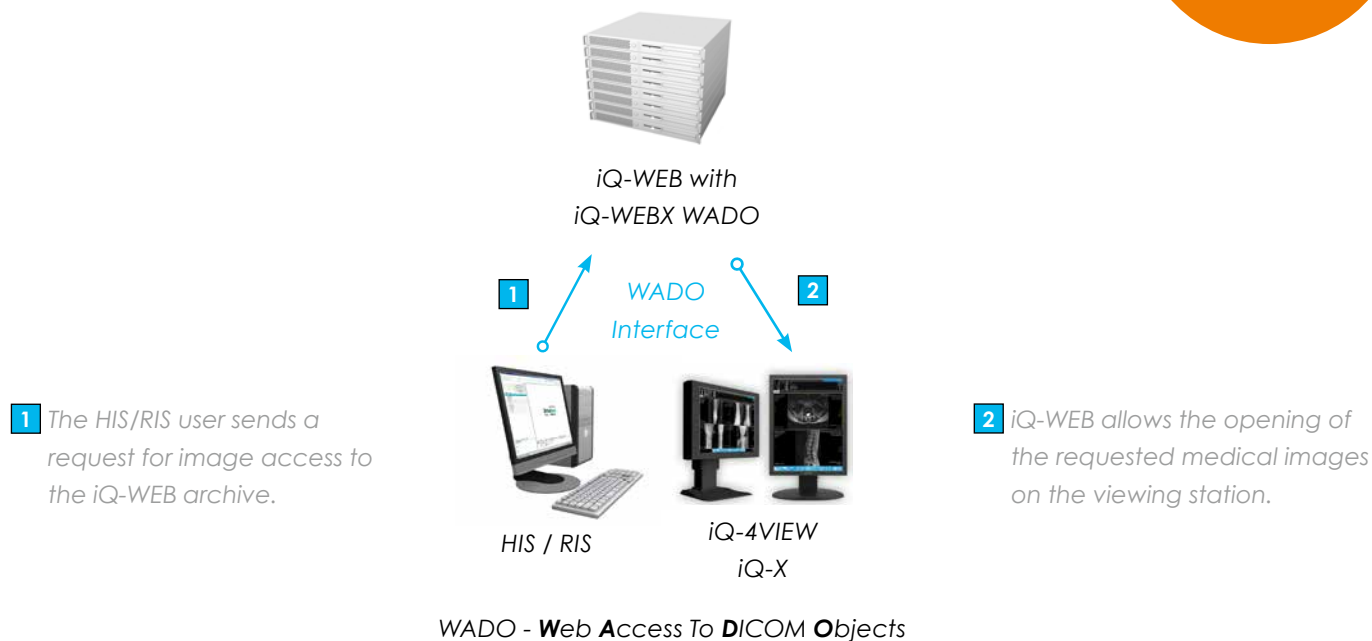 iQ-WEB with
iQ-WEBX WADO
1
WADO
Interface
2
1 The HIS/RIS user sends a
request for image access to
the iQ-WEB archive.
2 iQ-WEB allows the opening of
the requested medical images
on the viewing station.
HIS / RIS
iQ-4VIEW
iQ-X
WADO - Web Access To DICOM Objects